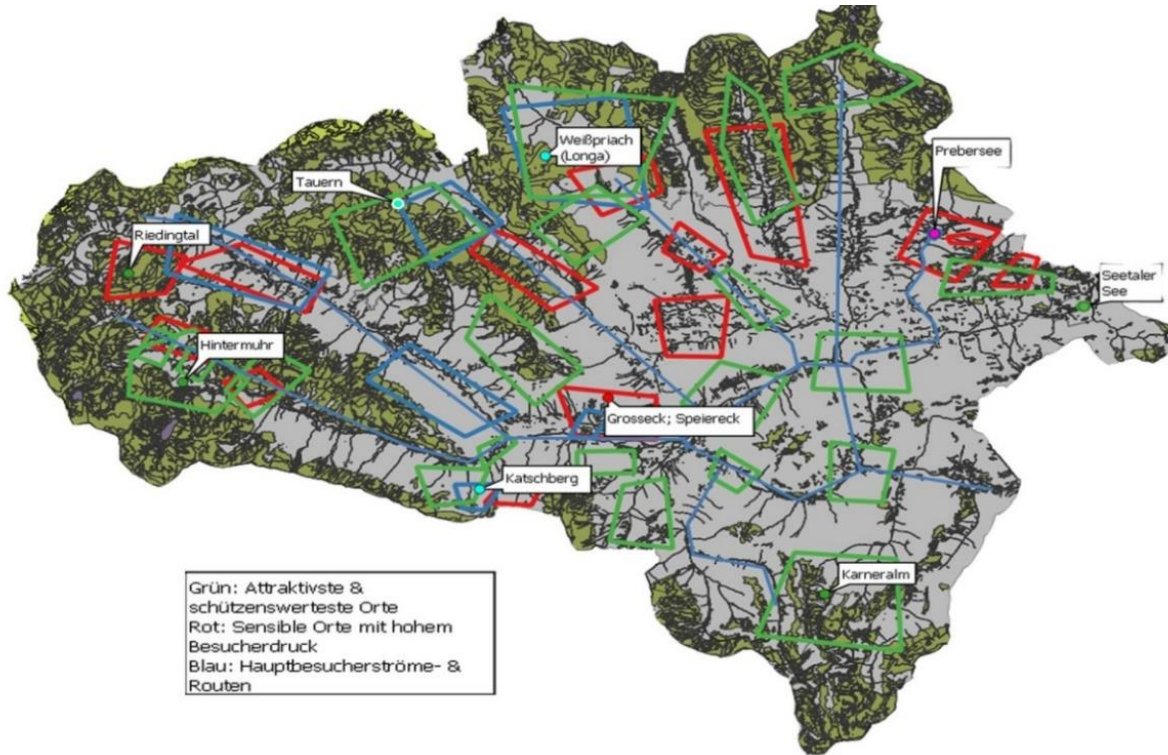 Weißpriach
(Longa)
Prebersee
Tauern
Riedingtal
Seetaler
See
Hintermuhr
Grosseck; Speiereck
Katschberg
Karneralm
Grün: Attraktivste &
schützenswerteste Orte
Rot: Sensible Orte mit hohem
Besucherdruck
Blau: Hauptbesucherströme- &
Routen